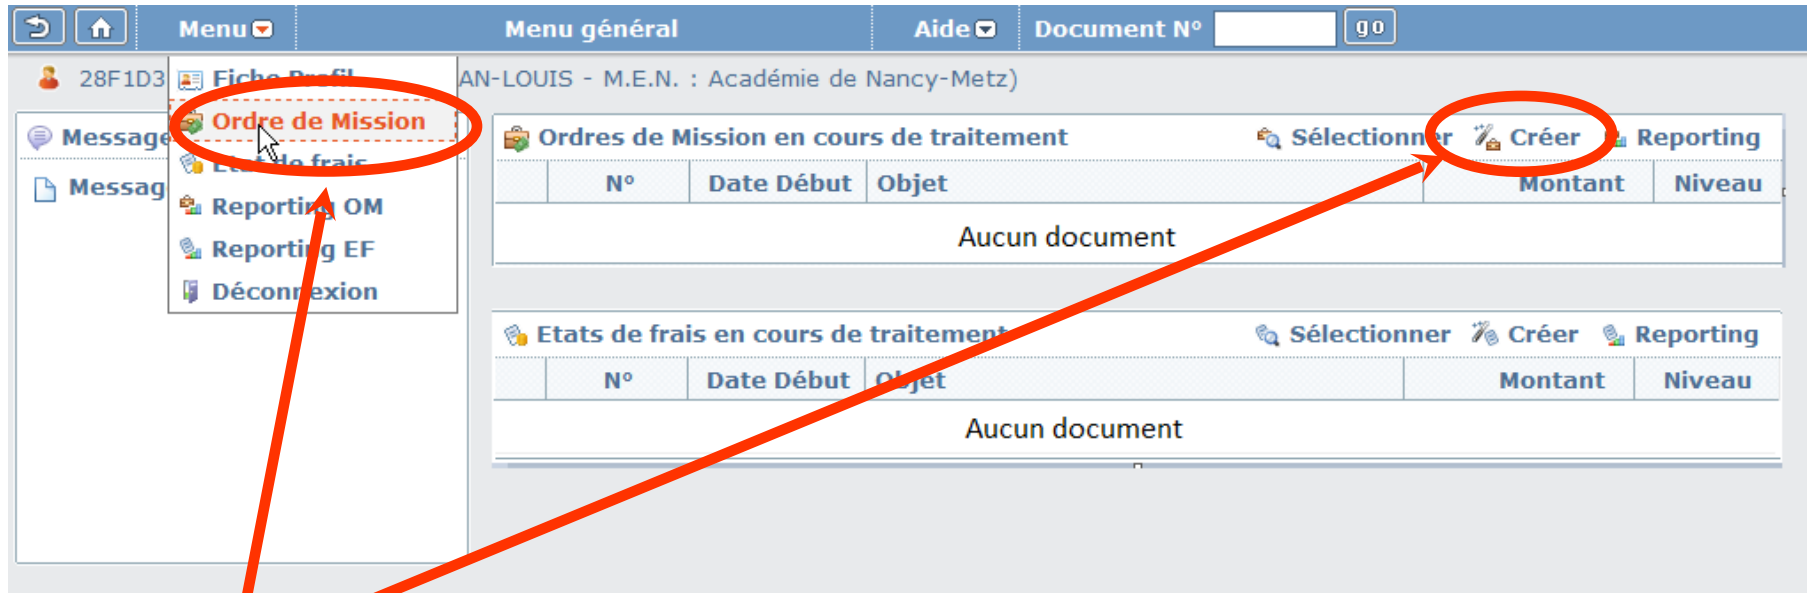 Menu Menu général Aide Document N° go
28F1D3 AN-LOUIS - M.E.N. : Académie de Nancy-Metz)
Fiche Profil
Ordre de Mission
Etat de frais
Reporting OM
Reporting EF
Déconnexion
Message
Messag
Ordres de Mission en cours de traitement Sélectionner Créer Reporting
N° Date Début Objet Montant Niveau
Aucun document
Etats de frais en cours de traitement Sélectionner Créer Reporting
N° Date Début Objet Montant Niveau
Aucun document